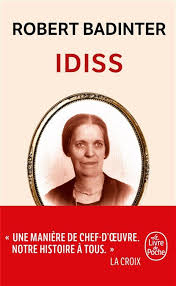 ROBERT BADINTER
IDISS
« UNE MANIÈRE DE CHEF-D'ŒUVRE.
NOTRE HISTOIRE À TOUS. »
LA CROIX
Le Livre
de Poche